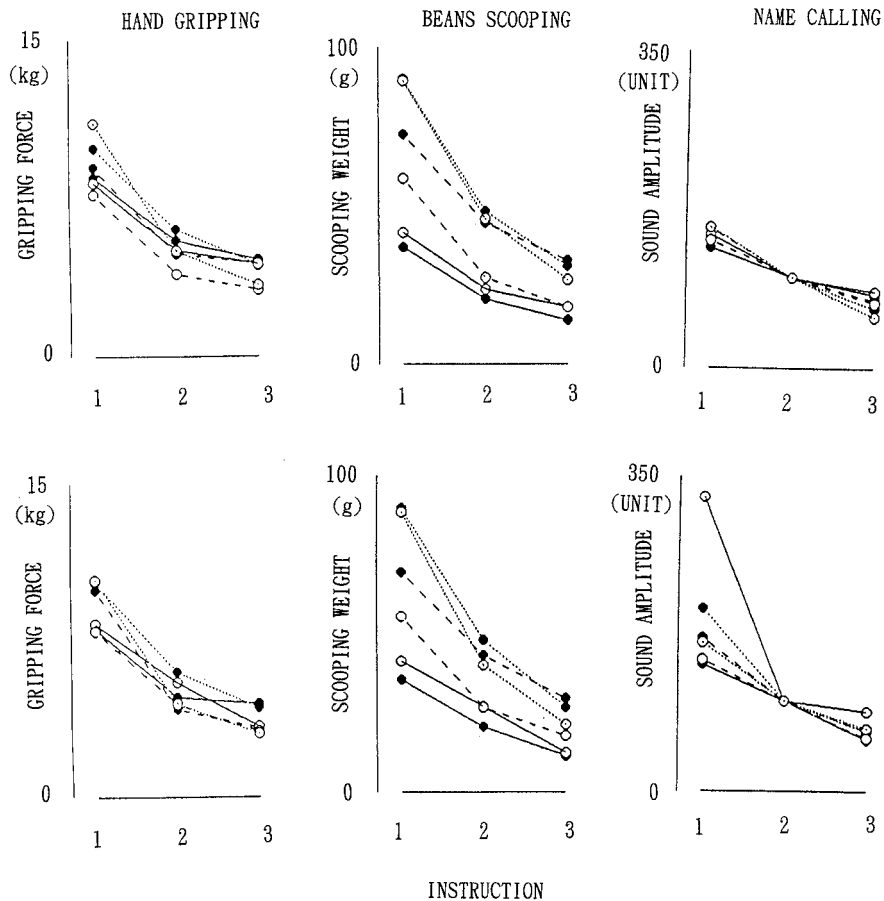 HAND GRIPPING
BEANS SCOOPING
NAME CALLING
15
(kg)
GRIPPING FORCE
0
1 2 3
100
(g)
SCOOPING WEIGHT
0
1 2 3
350
(UNIT)
SOUND AMPLITUDE
0
1 2 3
15
(kg)
GRIPPING FORCE
0
1 2 3
100
(g)
SCOOPING WEIGHT
0
1 2 3
350
(UNIT)
SOUND AMPLITUDE
0
1 2 3
INSTRUCTION